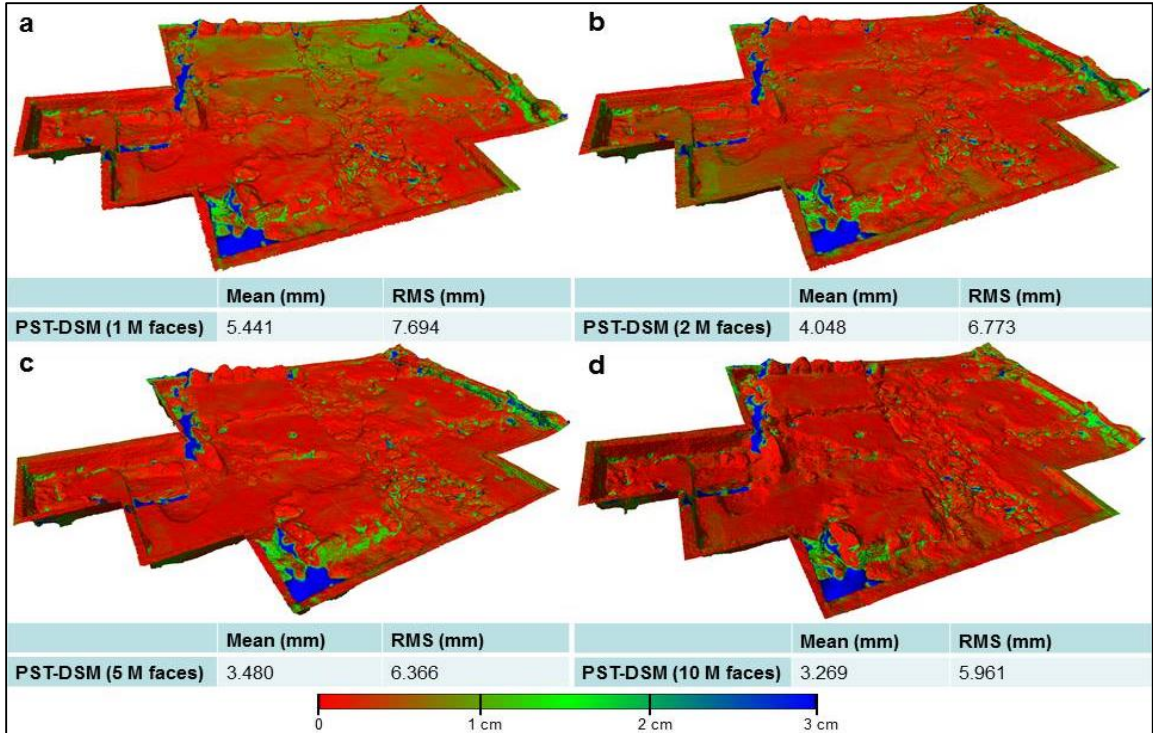 a
b
Mean (mm) RMS (mm)
PST-DSM (1 M faces) 5.441 7.694
Mean (mm) RMS (mm)
PST-DSM (2 M faces) 4.048 6.773
c
d
Mean (mm) RMS (mm)
PST-DSM (5 M faces) 3.480 6.366
Mean (mm) RMS (mm)
PST-DSM (10 M faces) 3.269 5.961
0 1 cm 2 cm 3 cm